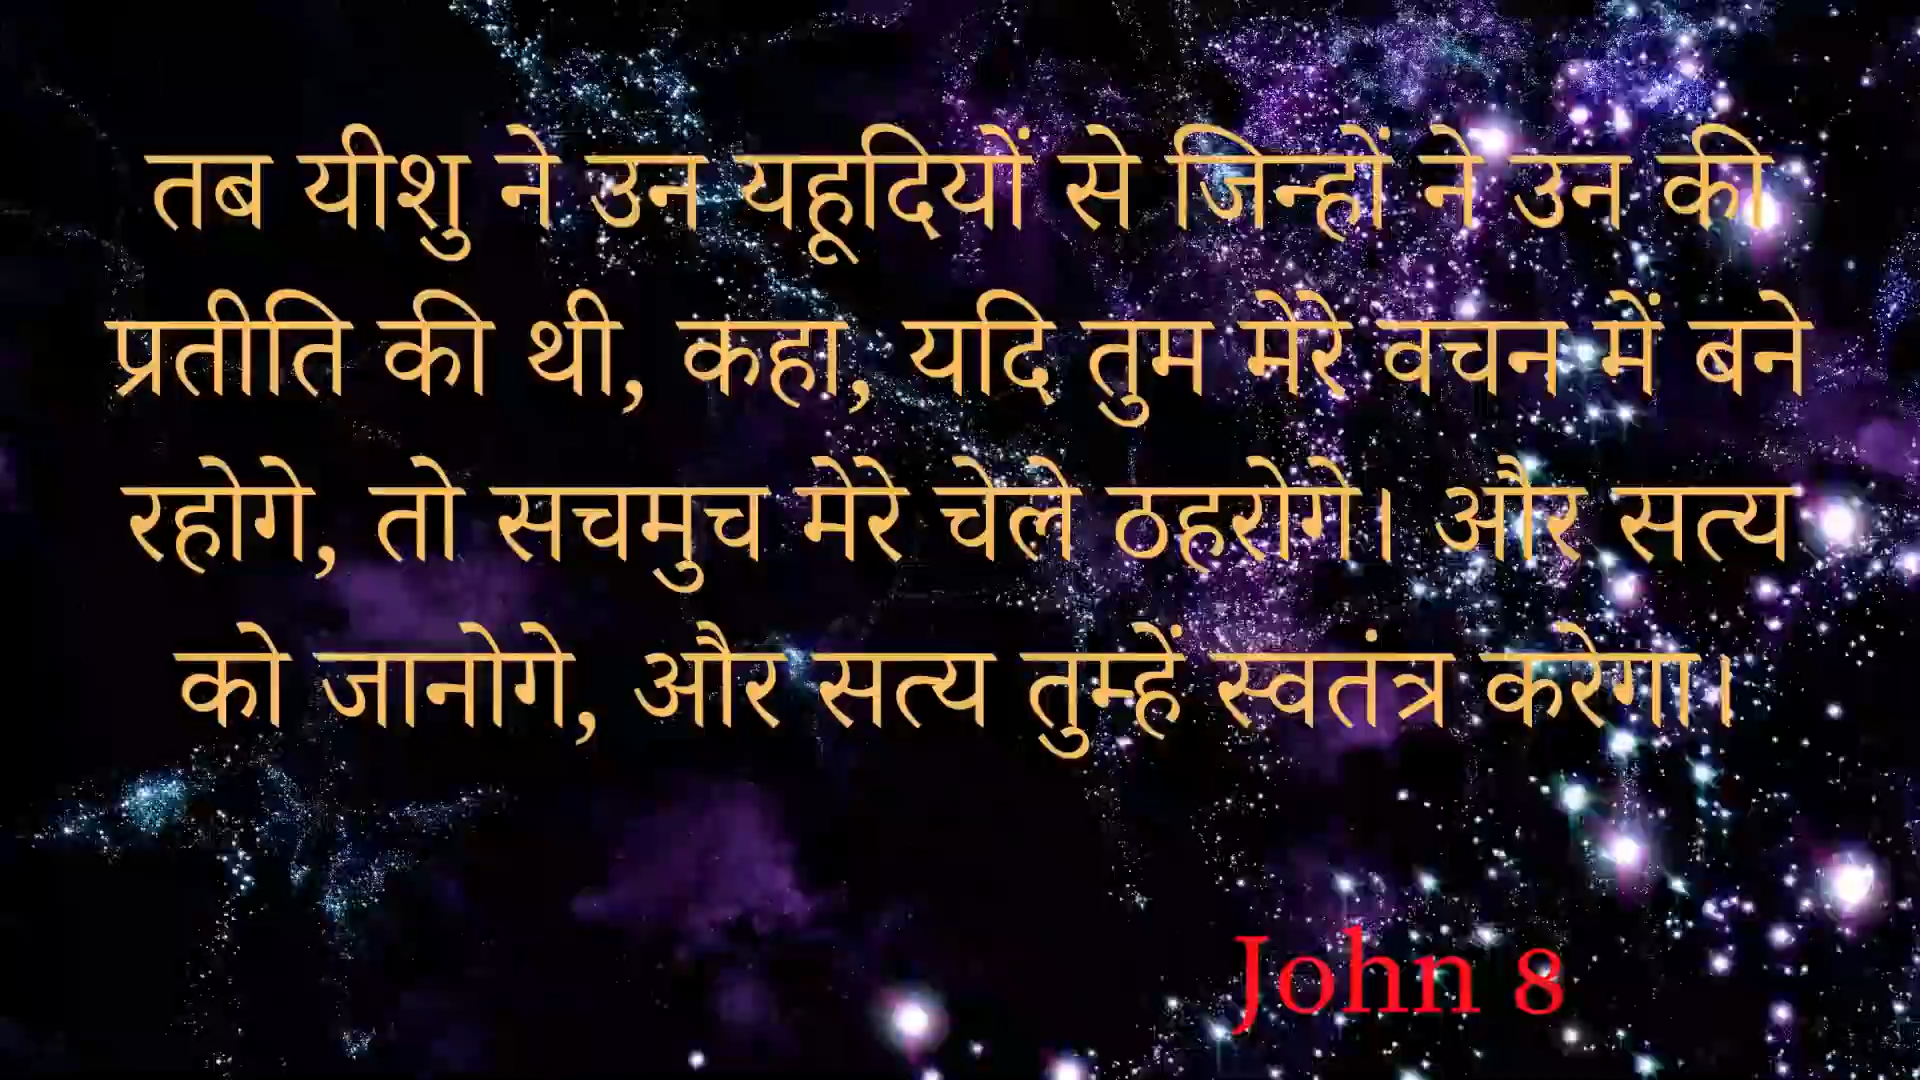 तब यीशु ने उन यहूदियों से जिन्हों ने उन की
प्रतीति की थी, कहा, यदि तुम मेरे वचन में बने
रहोगे, तो सचमुच मेरे चेले ठहरोगे। और सत्य
को जानोगे, और सत्य तुम्हें स्वतंत्र करेगा।
John 8